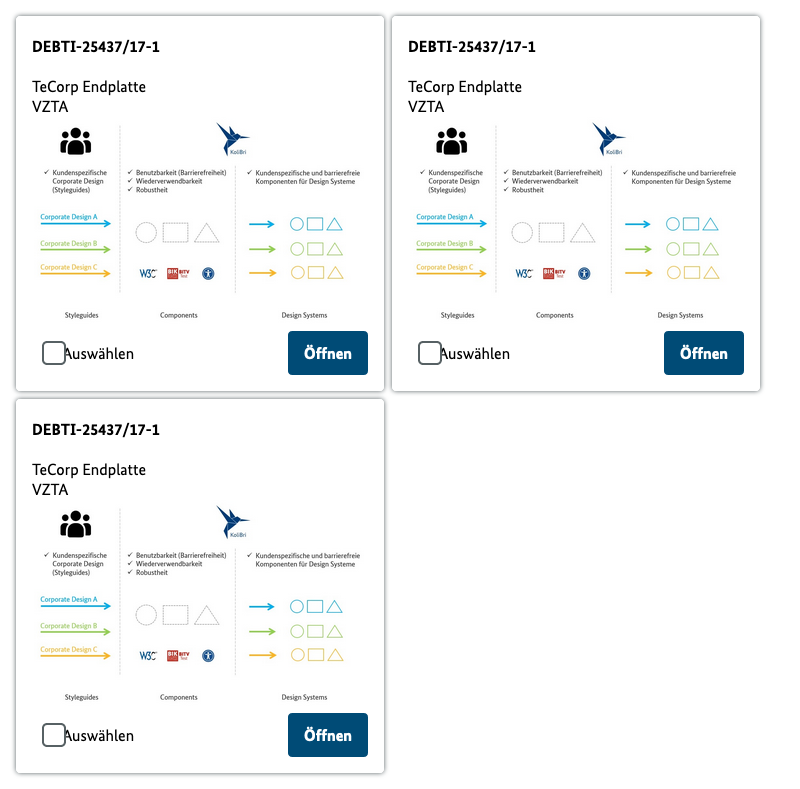 DEBTI-25437/17-1
TeCorp Endplatte
VZTA
KoliBri
✓ Kundenspezifische
Corporate Design
(Styleguides)
✓ Benutzbarkeit (Barrierefreiheit)
✓ Wiederverwendbarkeit
✓ Robustheit
✓ Kundenspezifische und barrierefreie
Komponenten für Design Systeme
Corporate Design A
Corporate Design B
Corporate Design C
W3C
BIK BITV
Test
Styleguides
Components
Design Systems
Auswählen
Öffnen
DEBTI-25437/17-1
TeCorp Endplatte
VZTA
KoliBri
✓ Kundenspezifische
Corporate Design
(Styleguides)
✓ Benutzbarkeit (Barrierefreiheit)
✓ Wiederverwendbarkeit
✓ Robustheit
✓ Kundenspezifische und barrierefreie
Komponenten für Design Systeme
Corporate Design A
Corporate Design B
Corporate Design C
W3C
BIK BITV
Test
Styleguides
Components
Design Systems
Auswählen
Öffnen
DEBTI-25437/17-1
TeCorp Endplatte
VZTA
KoliBri
✓ Kundenspezifische
Corporate Design
(Styleguides)
✓ Benutzbarkeit (Barrierefreiheit)
✓ Wiederverwendbarkeit
✓ Robustheit
✓ Kundenspezifische und barrierefreie
Komponenten für Design Systeme
Corporate Design A
Corporate Design B
Corporate Design C
W3C
BIK BITV
Test
Styleguides
Components
Design Systems
Auswählen
Öffnen